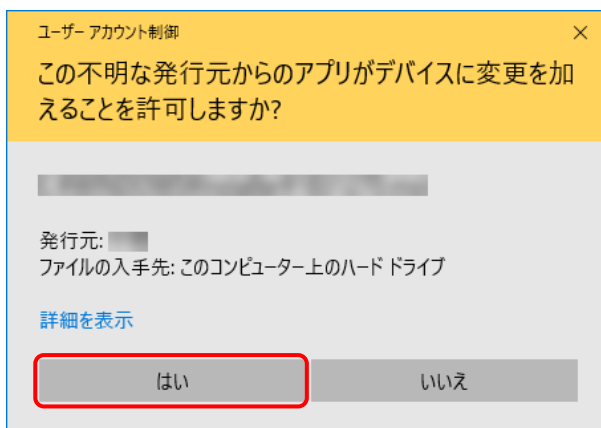 ユーザー アカウント制御
この不明な発行元からのアプリがデバイスに変更を加
えることを許可しますか?
発行元:
ファイルの入手先: このコンピューター上のハード ドライブ
詳細を表示
はい
いいえ